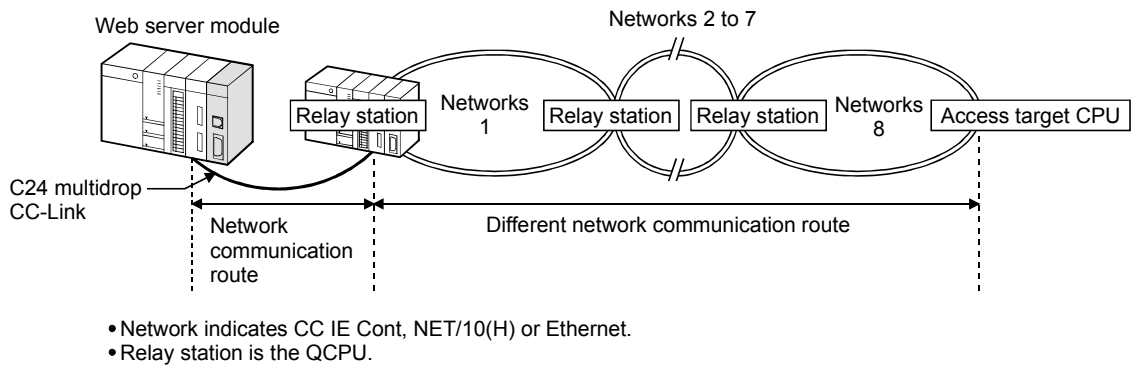 Networks 2 to 7
Web server module
Relay station
Networks
1
Relay station
Relay station
Networks
8
Access target CPU
C24 multidrop
CC-Link
Network
communication
route
Different network communication route
•Network indicates CC IE Cont, NET/10(H) or Ethernet.
•Relay station is the QCPU.